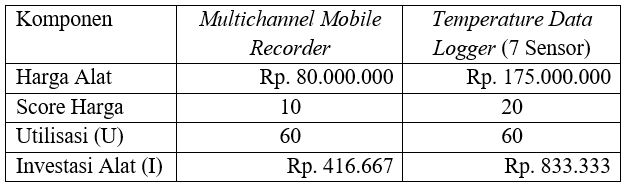 Komponen Multichannel Mobile Recorder Temperature Data Logger (7 Sensor)
Harga Alat Rp. 80.000.000 Rp. 175.000.000
Score Harga 10 20
Utilisasi (U) 60 60
Investasi Alat (I) Rp. 416.667 Rp. 833.333